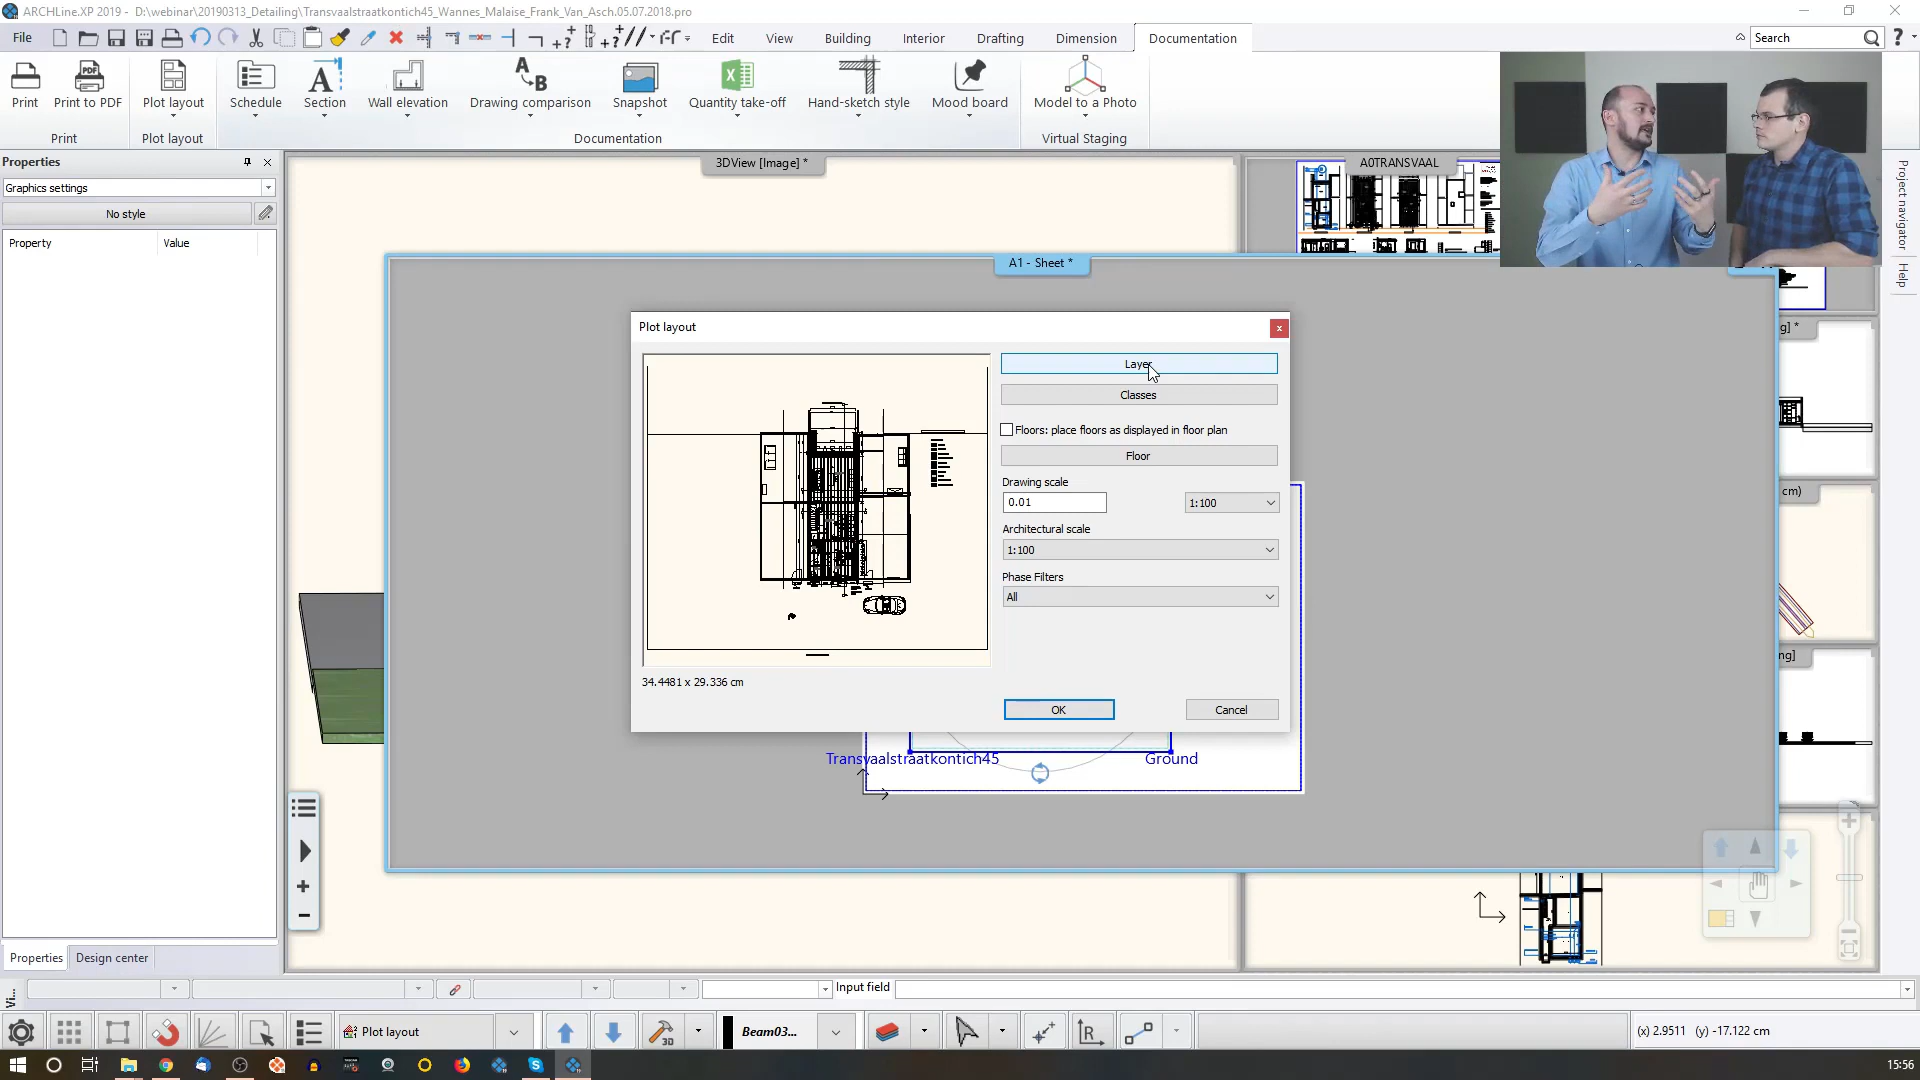 ARCHLine.XP 2019 - D:\webinar\20190313_Detailing\Transvaalstraatkontich45_Wannes_Malaise_Frank_Van_Asch.05.07.2018.pro
File
Edit
View
Building
Interior
Drafting
Dimension
Documentation
Search
?
Print
Print to PDF
Plot layout
Schedule
Section
Wall elevation
Drawing comparison
Snapshot
Quantity take-off
Hand-sketch style
Mood board
Model to a Photo
Print
Plot layout
Documentation
Virtual Staging
Properties
3DView [Image] *
A0TRANSVAAL
Project navigator
Help
Graphics settings
No style
Property
Value
A1 - Sheet *
g] *
cm)
ng]
Plot layout
Layer
Classes
Floors: place floors as displayed in floor plan
Floor
Drawing scale
0.01
1:100
Architectural scale
1:100
Phase Filters
All
34.4481 x 29.336 cm
OK
Cancel
Transvaalstraatkontich45
Ground
Properties
Design center
Vi...
Input field
Plot layout
3D
Beam03...
R
(x) 2.9511 (y) -17.122 cm
15:56